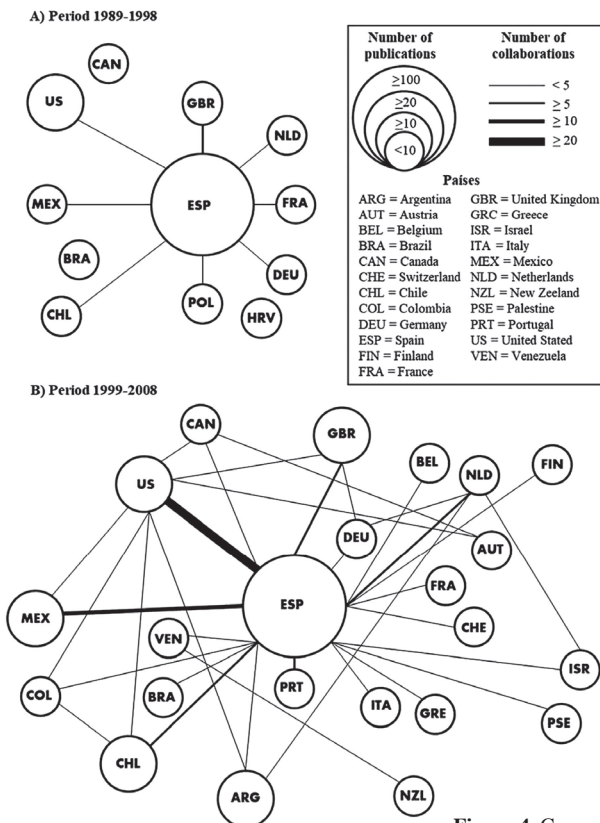 A) Period 1989-1998
CAN
US
GBR
NLD
MEX
ESP
FRA
BRA
DEU
CHL
POL
HRV
Number of publications
≥100
≥20
≥10
<10
Number of collaborations
< 5
≥ 5
≥ 10
≥ 20
Países
ARG = Argentina
AUT = Austria
BEL = Belgium
BRA = Brazil
CAN = Canada
CHE = Switzerland
CHL = Chile
COL = Colombia
DEU = Germany
ESP = Spain
FIN = Finland
FRA = France
GBR = United Kingdom
GRC = Greece
ISR = Israel
ITA = Italy
MEX = Mexico
NLD = Netherlands
NZL = New Zeeland
PSE = Palestine
PRT = Portugal
US = United Stated
VEN = Venezuela
B) Period 1999-2008
CAN
GBR
BEL
NLD
FIN
US
DEU
AUT
ESP
FRA
MEX
CHE
VEN
ISR
COL
BRA
PRT
ITA
GRE
PSE
CHL
ARG
NZL